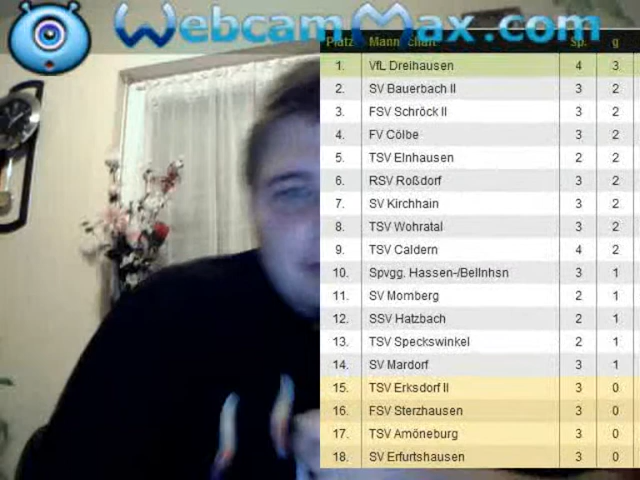 WebcamMax.com
Platz Mannschaft Sp. g
1. VfL Dreihausen 4 3
2. SV Bauerbach II 3 2
3. FSV Schröck II 3 2
4. FV Cölbe 3 2
5. TSV Elnhausen 2 2
6. RSV Roßdorf 3 2
7. SV Kirchhain 3 2
8. TSV Wohratal 3 2
9. TSV Caldern 4 2
10. Spvgg. Hassen-/Bellnhsn 3 1
11. SV Momberg 2 1
12. SSV Hatzbach 2 1
13. TSV Speckswinkel 2 1
14. SV Mardorf 3 1
15. TSV Erksdorf II 3 0
16. FSV Sterzhausen 3 0
17. TSV Amöneburg 3 0
18. SV Erfurtshausen 3 0